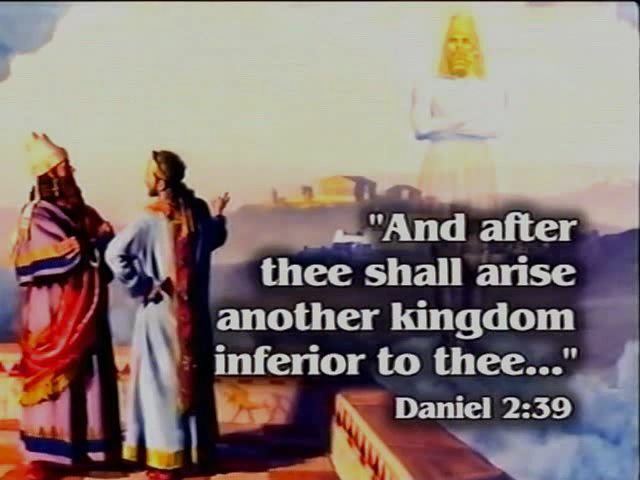 "And after
thee shall arise
another kingdom
inferior to thee..."
Daniel 2:39